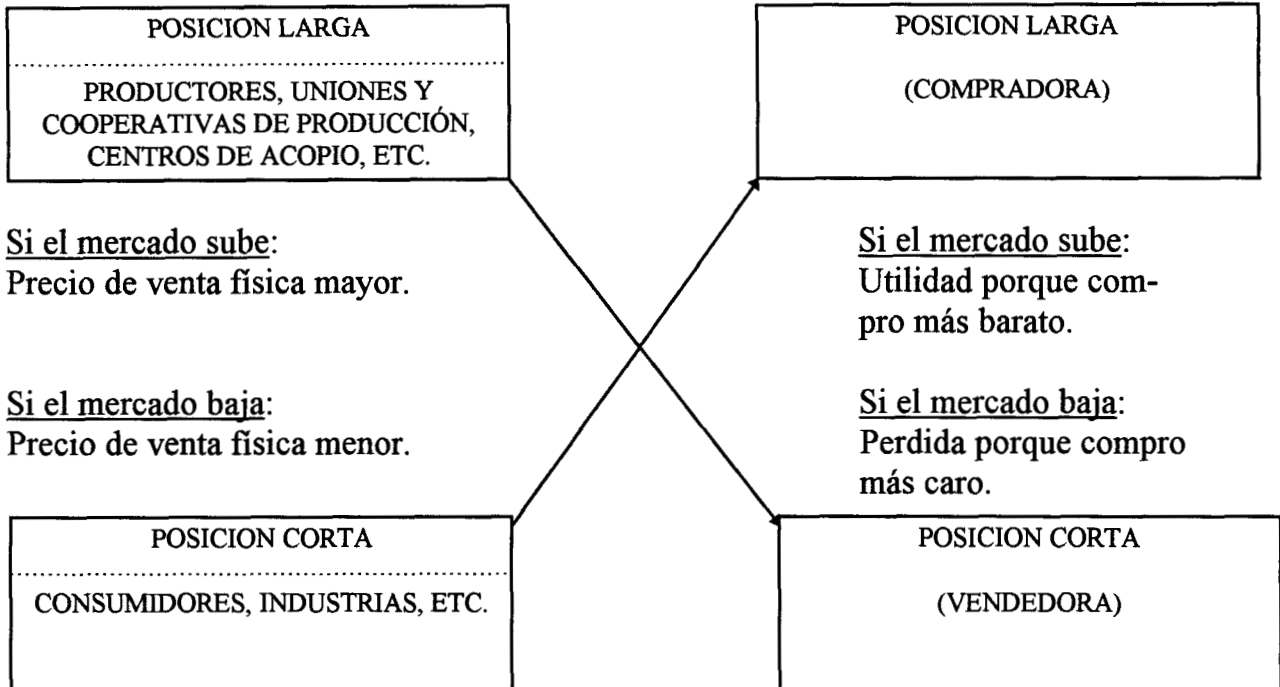 POSICION LARGA
PRODUCTORES, UNIONES Y
COOPERATIVAS DE PRODUCCIÓN,
CENTROS DE ACOPIO, ETC.
POSICION LARGA
(COMPRADORA)
Si el mercado sube:
Precio de venta física mayor.
Si el mercado sube:
Utilidad porque com-
pro más barato.
Si el mercado baja:
Precio de venta física menor.
Si el mercado baja:
Perdida porque compro
más caro.
POSICION CORTA
CONSUMIDORES, INDUSTRIAS, ETC.
POSICION CORTA
(VENDEDORA)